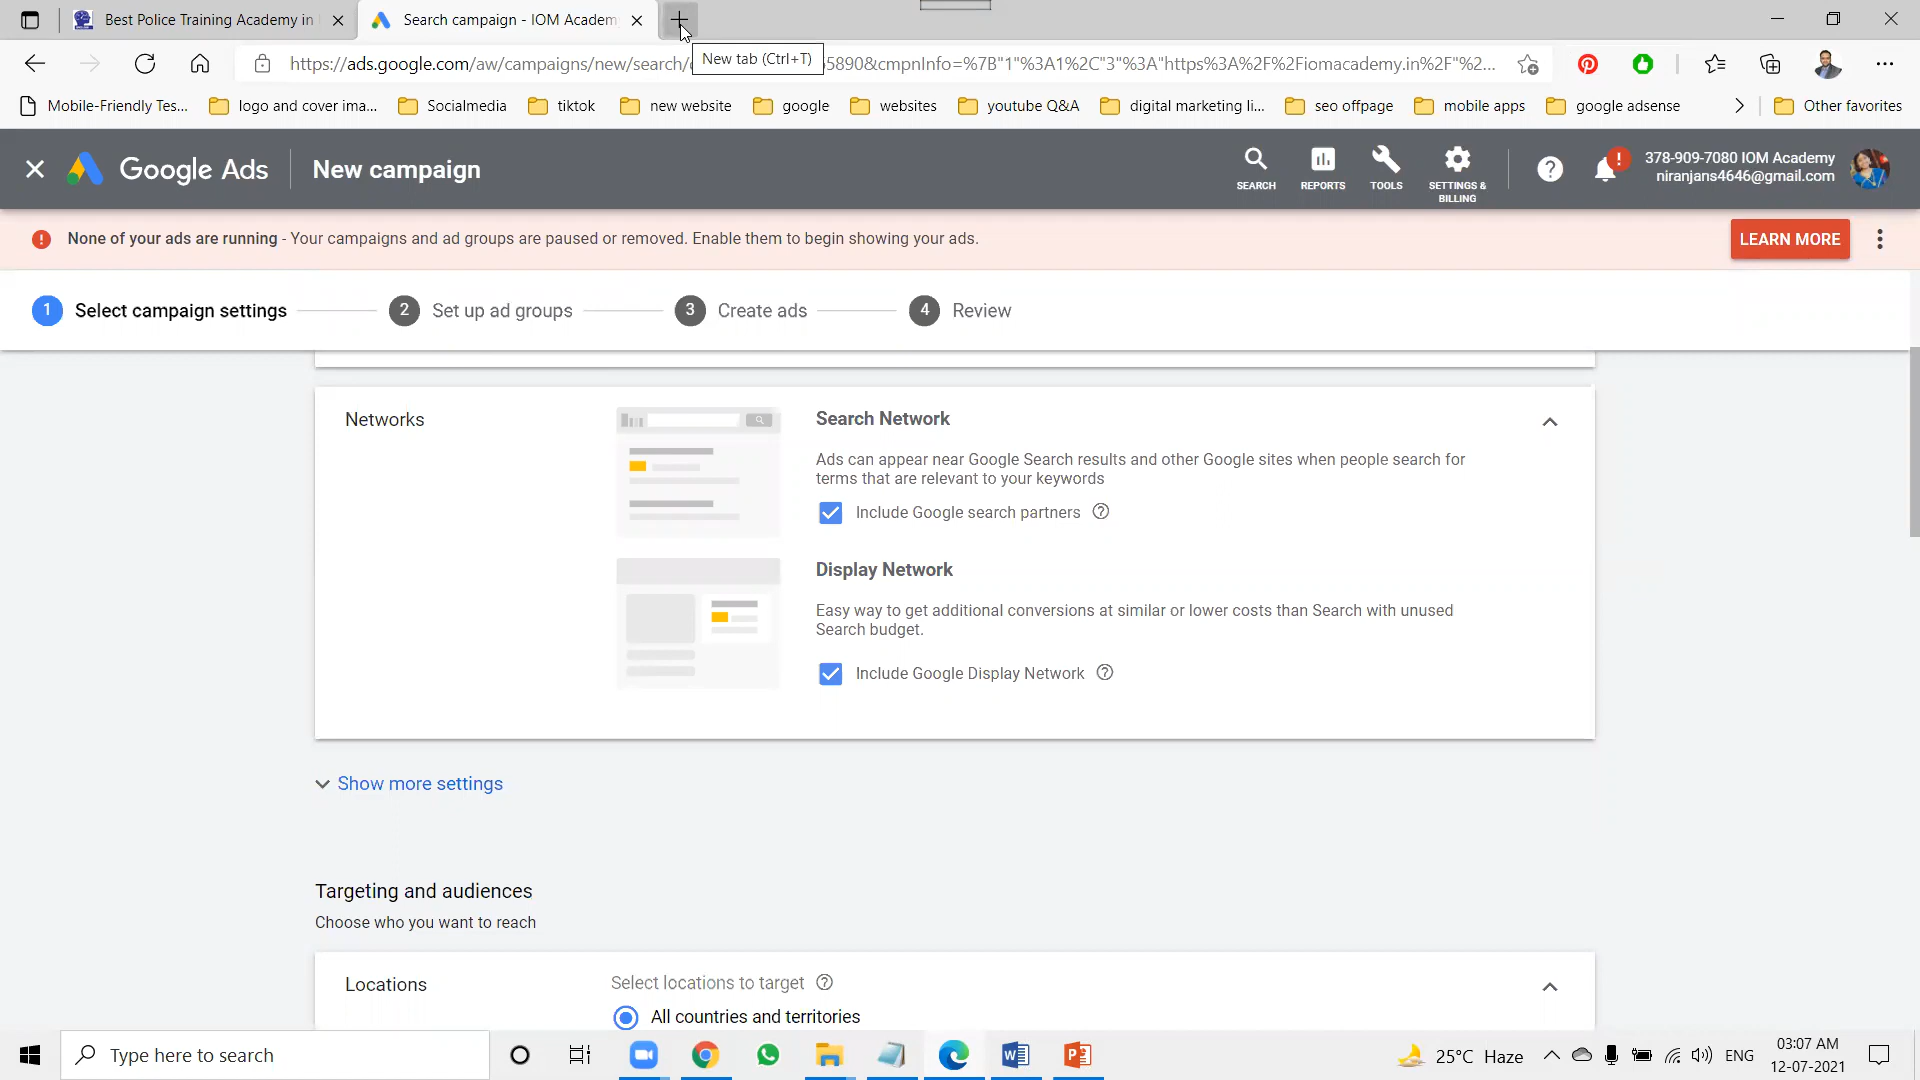 Best Police Training Academy in
Search campaign - IOM Academ
New tab (Ctrl+T)
https://ads.google.com/aw/campaigns/new/search/
5890&cmpnInfo=%7B"1"%3A1%2C"3"%3A"https%3A%2F%2Fiomacademy.in%2F"%2...
Mobile-Friendly Tes...
logo and cover ima...
Socialmedia
tiktok
new website
google
websites
youtube Q&A
digital marketing li...
seo offpage
mobile apps
google adsense
Other favorites
Google Ads
New campaign
SEARCH
REPORTS
TOOLS
SETTINGS &
BILLING
378-909-7080 IOM Academy
niranjans4646@gmail.com
None of your ads are running - Your campaigns and ad groups are paused or removed. Enable them to begin showing your ads.
LEARN MORE
1 Select campaign settings
2 Set up ad groups
3 Create ads
4 Review
Networks
Search Network
Ads can appear near Google Search results and other Google sites when people search for
terms that are relevant to your keywords
Include Google search partners
Display Network
Easy way to get additional conversions at similar or lower costs than Search with unused
Search budget.
Include Google Display Network
Show more settings
Targeting and audiences
Choose who you want to reach
Locations
Select locations to target
All countries and territories
Type here to search
25°C Haze
ENG
03:07 AM
12-07-2021